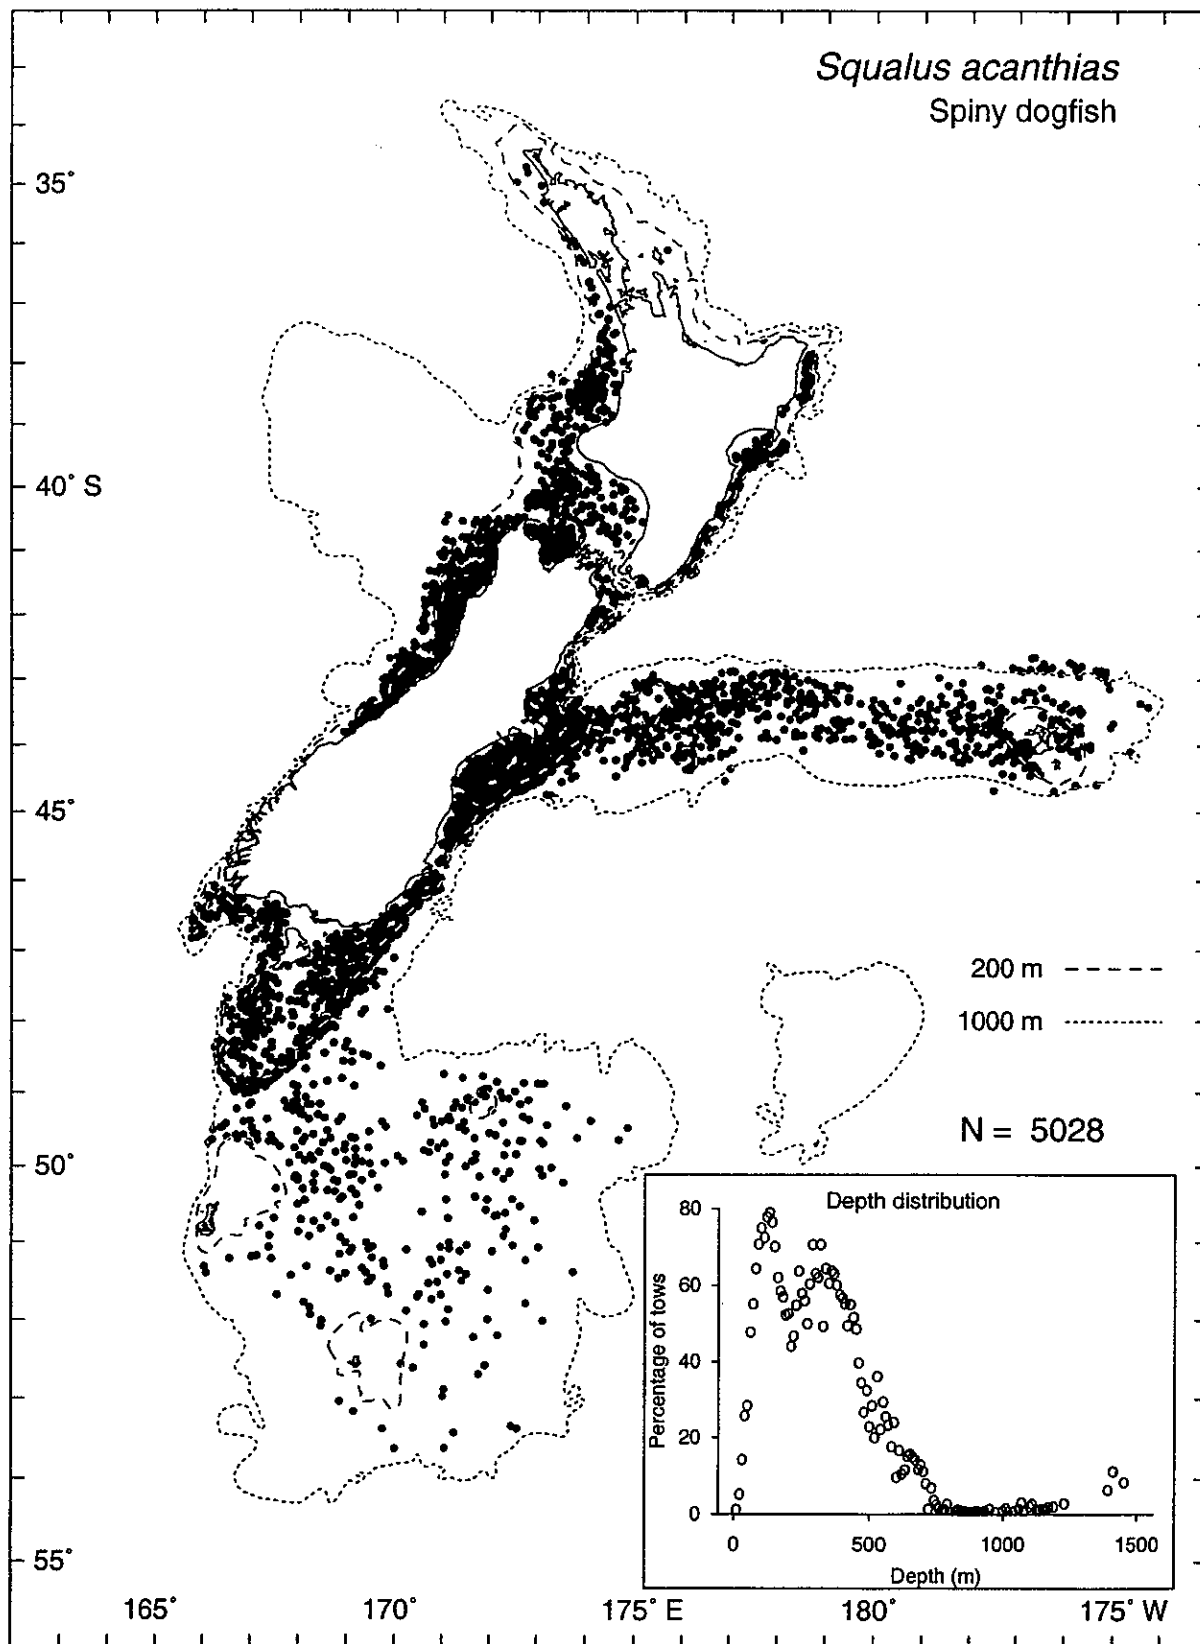 Squalus acanthias
Spiny dogfish
35°
40° S
45°
200 m
1000 m
N = 5028
50°
Depth distribution
80
60
40
20
0
Percentage of tows
0 500 1000 1500
Depth (m)
55°
165° 170° 175° E 180° 175° W